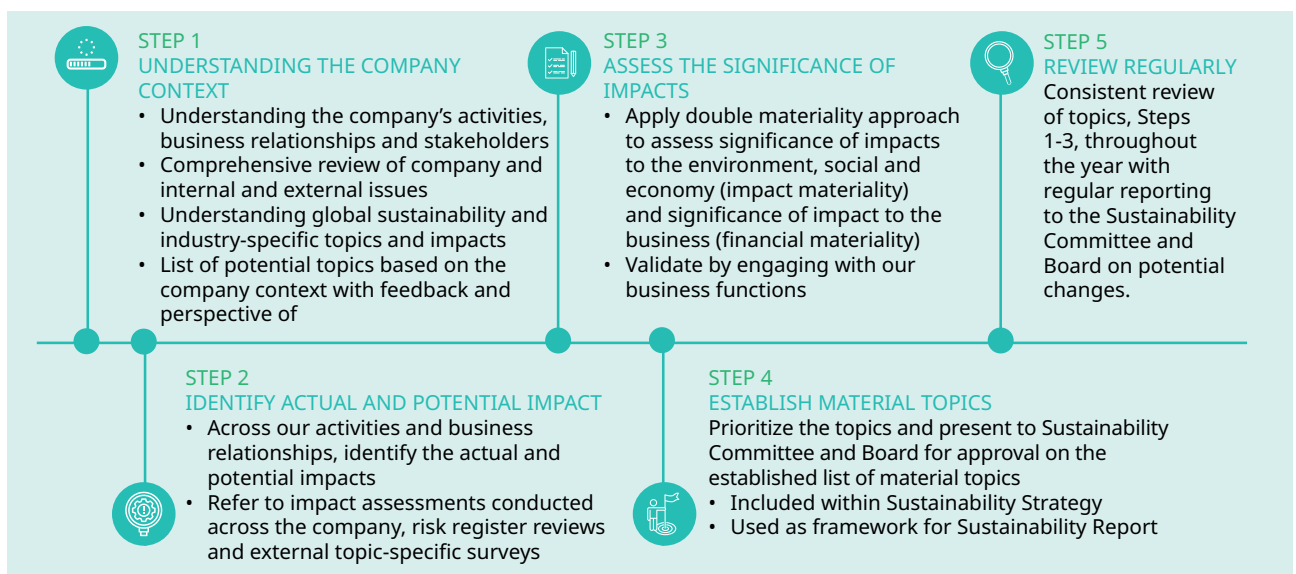 STEP 1
UNDERSTANDING THE COMPANY
CONTEXT
• Understanding the company’s activities,
business relationships and stakeholders
• Comprehensive review of company and
internal and external issues
• Understanding global sustainability and
industry-specific topics and impacts
• List of potential topics based on the
company context with feedback and
perspective of
STEP 2
IDENTIFY ACTUAL AND POTENTIAL IMPACT
• Across our activities and business
relationships, identify the actual and
potential impacts
• Refer to impact assessments conducted
across the company, risk register reviews
and external topic-specific surveys
STEP 3
ASSESS THE SIGNIFICANCE OF
IMPACTS
• Apply double materiality approach
to assess significance of impacts
to the environment, social and
economy (impact materiality)
and significance of impact to the
business (financial materiality)
• Validate by engaging with our
business functions
STEP 4
ESTABLISH MATERIAL TOPICS
Prioritize the topics and present to Sustainability
Committee and Board for approval on the
established list of material topics
• Included within Sustainability Strategy
• Used as framework for Sustainability Report
STEP 5
REVIEW REGULARLY
Consistent review
of topics, Steps
1-3, throughout
the year with
regular reporting
to the Sustainability
Committee and
Board on potential
changes.